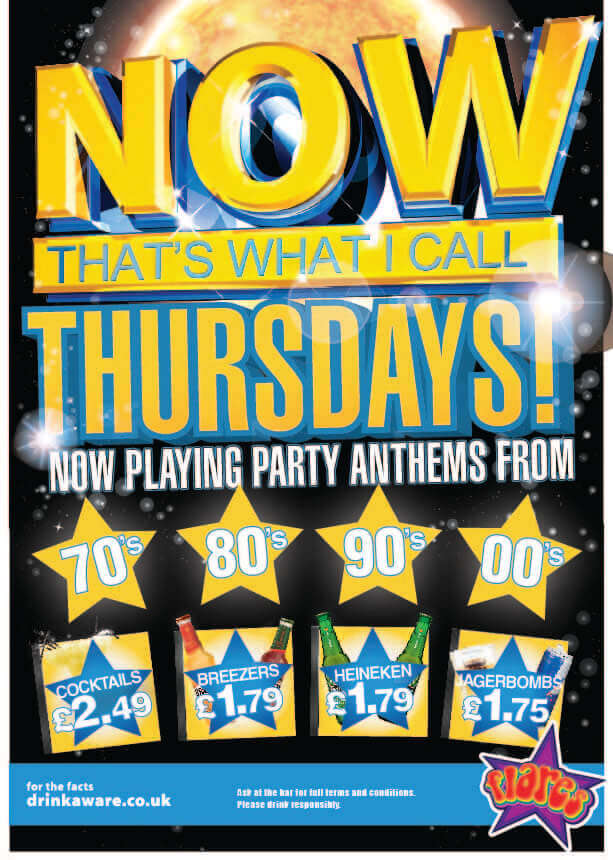 NOW
THAT'S WHAT I CALL
THURSDAYS!
NOW PLAYING PARTY ANTHEMS FROM
70's 80's 90's 00's
COCKTAILS
£2.49
BREEZERS
£1.79
HEINEKEN
£1.79
JAGERBOMBS
£1.75
for the facts
drinkaware.co.uk
Ask at the bar for full terms and conditions.
Please drink responsibly.
flares